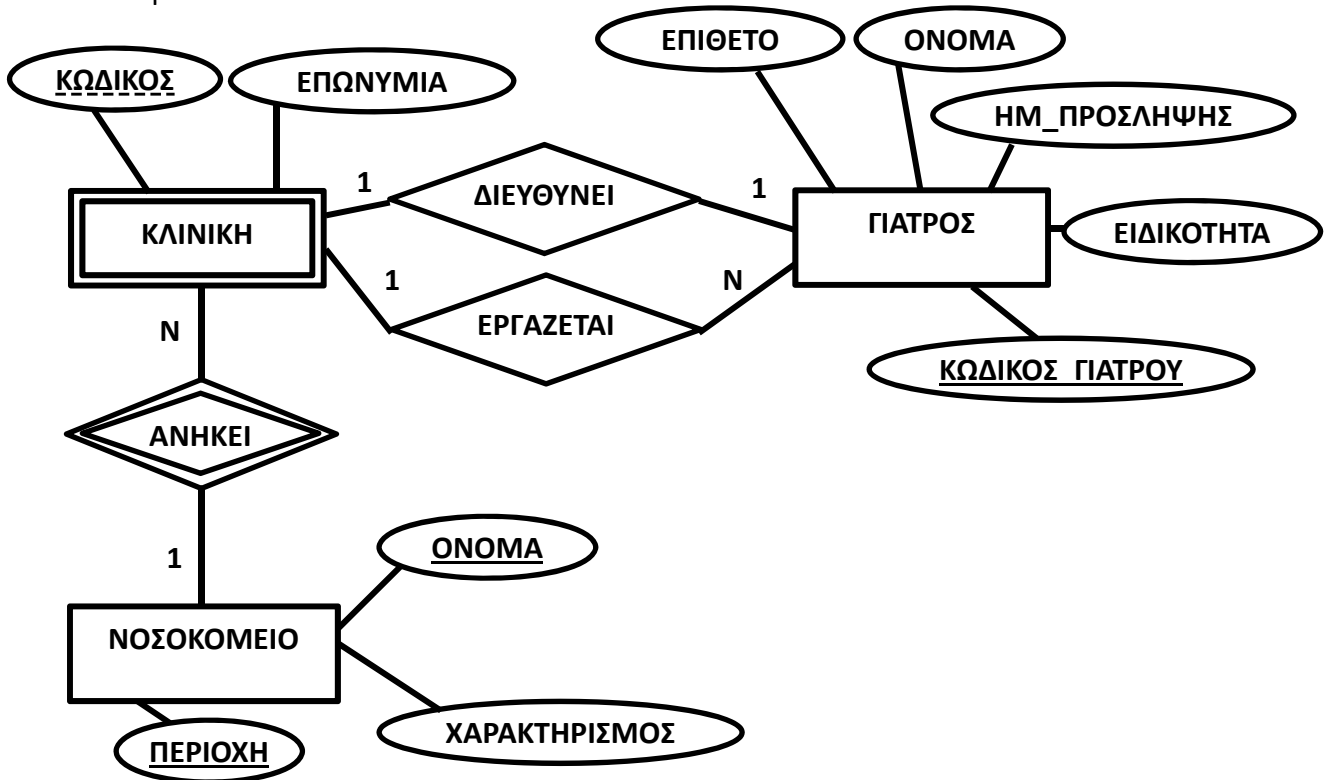 ΕΠΙΘΕΤΟ
ΟΝΟΜΑ
ΚΩΔΙΚΟΣ
ΕΠΩΝΥΜΙΑ
ΗΜ_ΠΡΟΣΛΗΨΗΣ
1
ΔΙΕΥΘΥΝΕΙ
1
ΓΙΑΤΡΟΣ
ΚΛΙΝΙΚΗ
ΕΙΔΙΚΟΤΗΤΑ
1
Ν
ΕΡΓΑΖΕΤΑΙ
Ν
ΚΩΔΙΚΟΣ_ΓΙΑΤΡΟΥ
ΑΝΗΚΕΙ
1
ΟΝΟΜΑ
ΝΟΣΟΚΟΜΕΙΟ
ΧΑΡΑΚΤΗΡΙΣΜΟΣ
ΠΕΡΙΟΧΗ